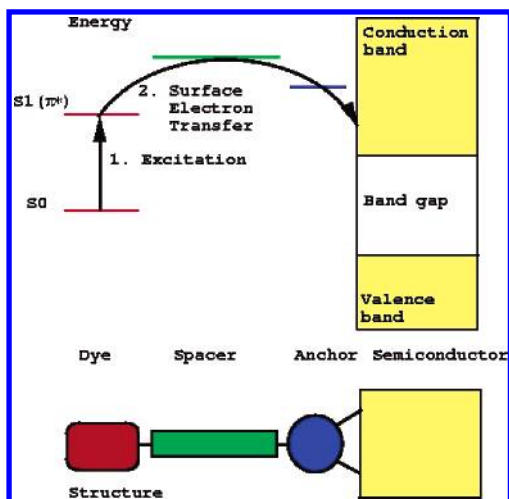 Energy
Conduction
band
S1 (π*)
2. Surface
Electron
Transfer
1. Excitation
S0
Band gap
Valence
band
Dye Spacer Anchor Semiconductor
Structure